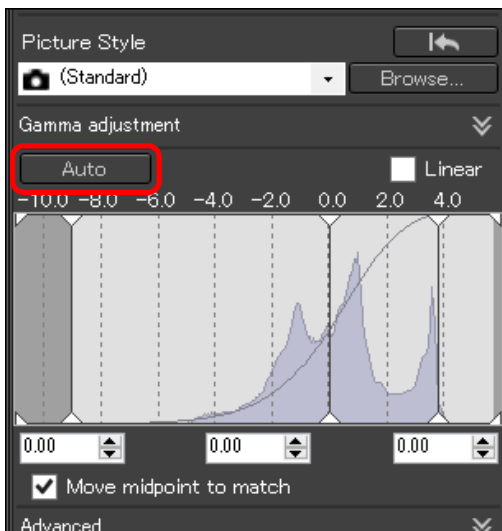 Picture Style
(Standard)
Browse...
Gamma adjustment
Auto
Linear
-10.0 -8.0 -6.0 -4.0 -2.0 0.0 2.0 4.0
0.00 0.00 0.00
Move midpoint to match
Advanced